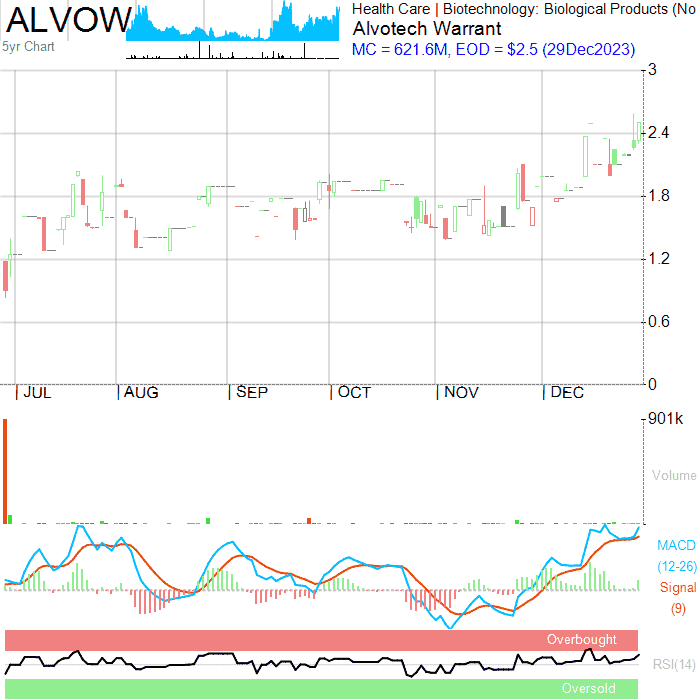 ALVOW
5yr Chart
Health Care | Biotechnology: Biological Products (No
Alvotech Warrant
MC = 621.6M, EOD = $2.5 (29Dec2023)
3
2.4
1.8
1.2
0.6
0
| JUL | AUG | SEP | OCT | NOV | DEC
901k
Volume
MACD
(12-26)
Signal
(9)
Overbought
RSI(14)
Oversold